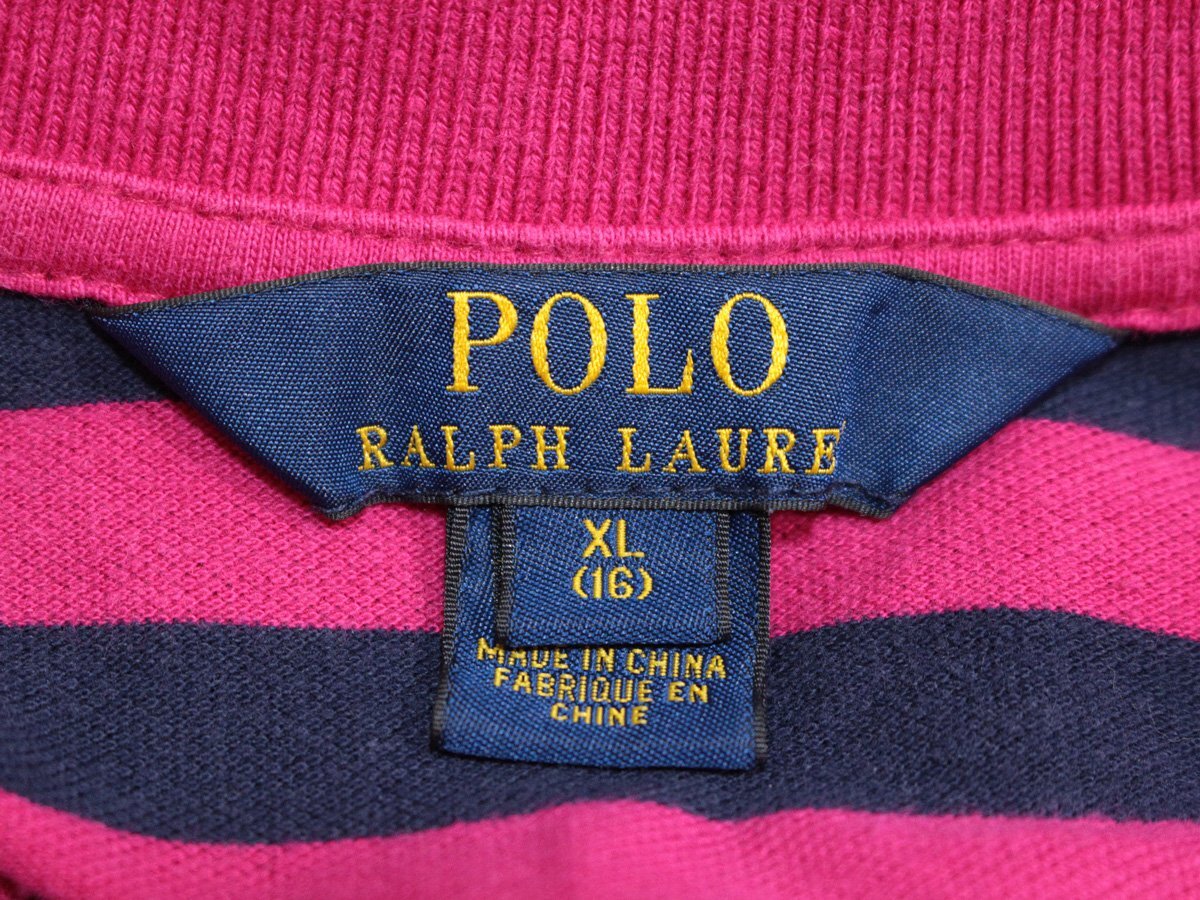 POLO
RALPH LAURE
XL
(16)
MADE IN CHINA
FABRIQUE EN
CHINE